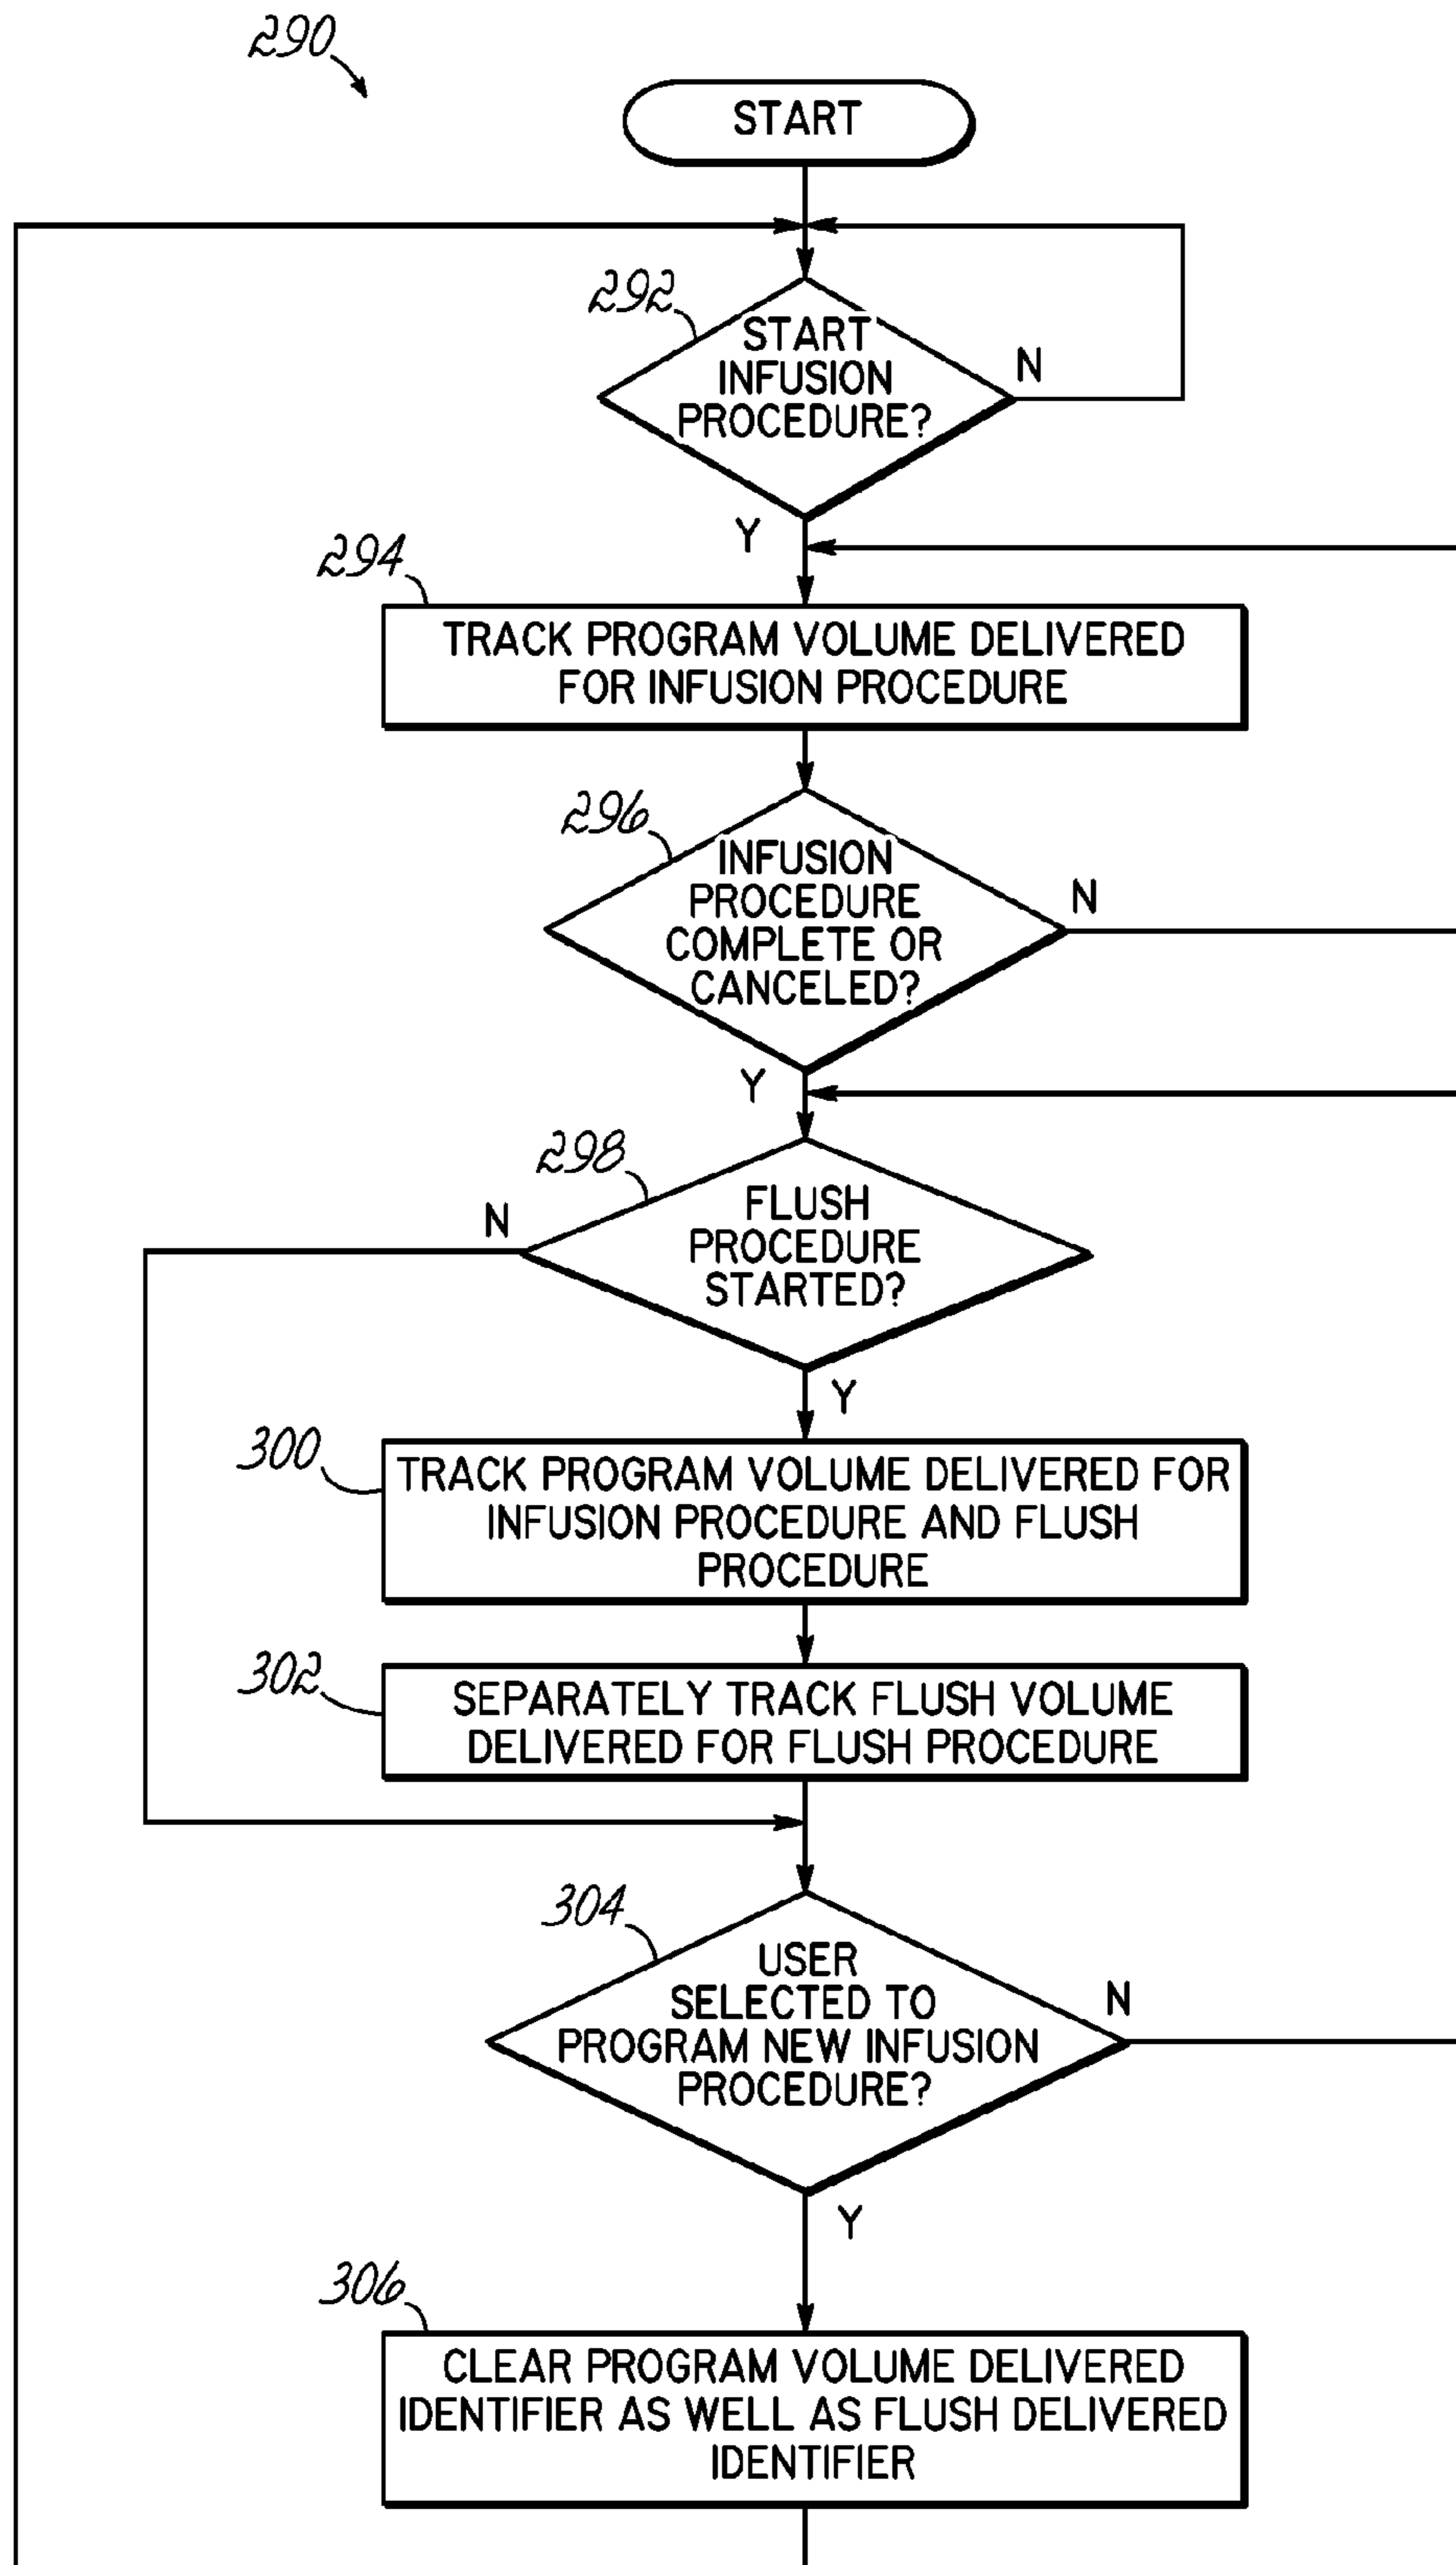 290
START
292
START
INFUSION
PROCEDURE?
N
Y
294
TRACK PROGRAM VOLUME DELIVERED
FOR INFUSION PROCEDURE
296
INFUSION
PROCEDURE
COMPLETE OR
CANCELED?
N
Y
298
N
FLUSH
PROCEDURE
STARTED?
Y
300
TRACK PROGRAM VOLUME DELIVERED FOR
INFUSION PROCEDURE AND FLUSH
PROCEDURE
302
SEPARATELY TRACK FLUSH VOLUME
DELIVERED FOR FLUSH PROCEDURE
304
USER
SELECTED TO
PROGRAM NEW INFUSION
PROCEDURE?
N
Y
306
CLEAR PROGRAM VOLUME DELIVERED
IDENTIFIER AS WELL AS FLUSH DELIVERED
IDENTIFIER